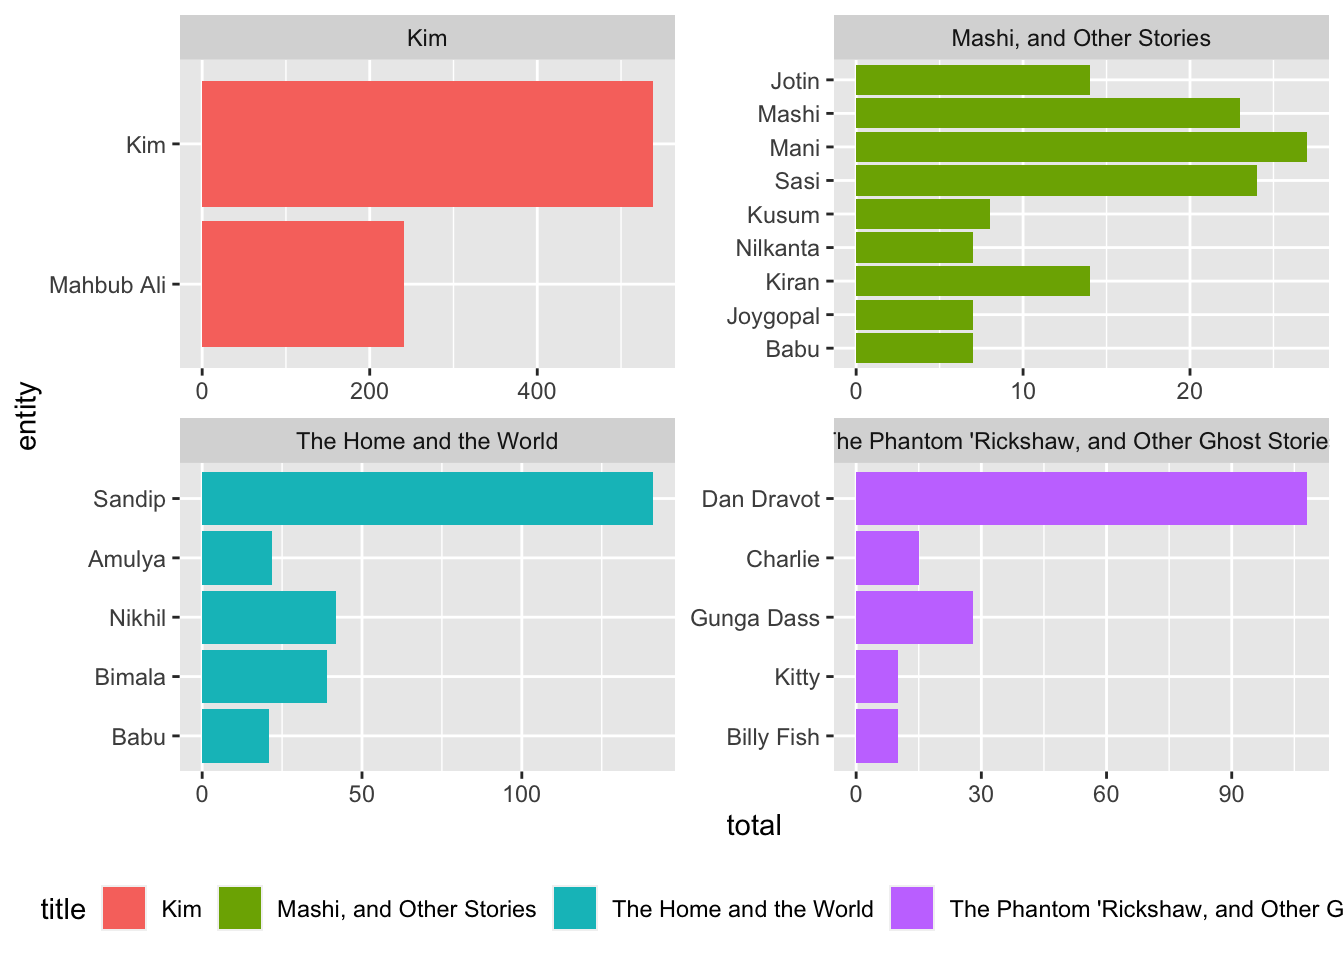 Kim
Kim
Mahbub Ali
0 200 400
Mashi, and Other Stories
Jotin
Mashi
Mani
Sasi
Kusum
Nilkanta
Kiran
Joygopal
Babu
0 10 20
entity
The Home and the World
Sandip
Amulya
Nikhil
Bimala
Babu
0 50 100
The Phantom 'Rickshaw, and Other Ghost Storie
Dan Dravot
Charlie
Gunga Dass
Kitty
Billy Fish
0 30 60 90
total
title Kim Mashi, and Other Stories The Home and the World The Phantom 'Rickshaw, and Other G